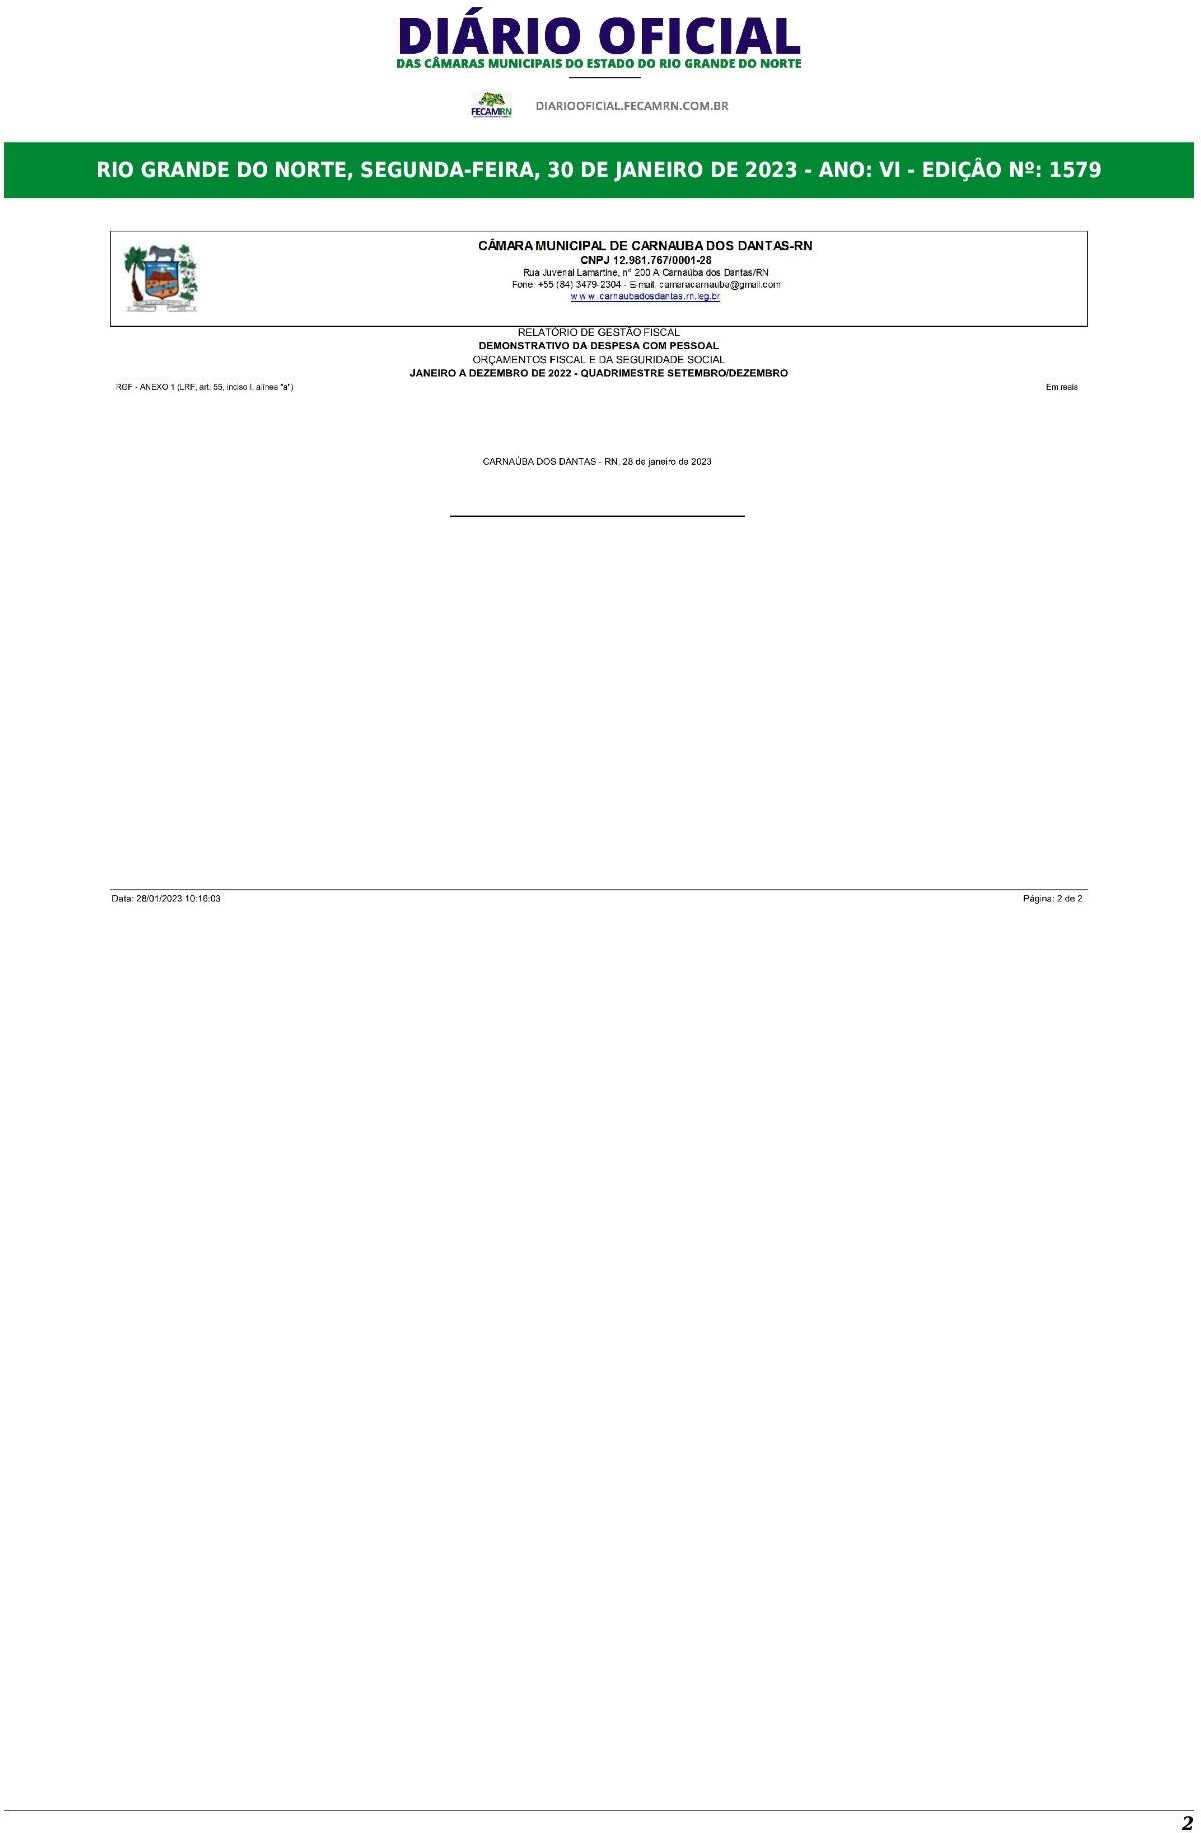 DIÁRIO OFICIAL
DAS CÂMARAS MUNICIPAIS DO ESTADO DO RIO GRANDE DO NORTE
FECAMRN
DIARIOOFICIAL.FECAMRN.COM.BR
RIO GRANDE DO NORTE, SEGUNDA-FEIRA, 30 DE JANEIRO DE 2023 - ANO: VI - EDIÇÂO Nº: 1579
CÂMARA MUNICIPAL DE CARNAUBA DOS DANTAS-RN
CNPJ 12.981.767/0001-28
Rua Juvenal Lamartine, nº 200 A Carnaúba dos Dantas/RN
Fone: +55 (84) 3479-2304 - E-mail: camaracarnauba@gmail.com
www.carnaubadosdantas.rn.leg.br
RELATÓRIO DE GESTÃO FISCAL
DEMONSTRATIVO DA DESPESA COM PESSOAL
ORÇAMENTOS FISCAL E DA SEGURIDADE SOCIAL
JANEIRO A DEZEMBRO DE 2022 - QUADRIMESTRE SETEMBRO/DEZEMBRO
RGF - ANEXO 1 (LRF, art. 55, inciso I, alínea "a") Em reais
CARNAÚBA DOS DANTAS - RN, 28 de janeiro de 2023
Data: 28/01/2023 10:16:03 Página: 2 de 2
2